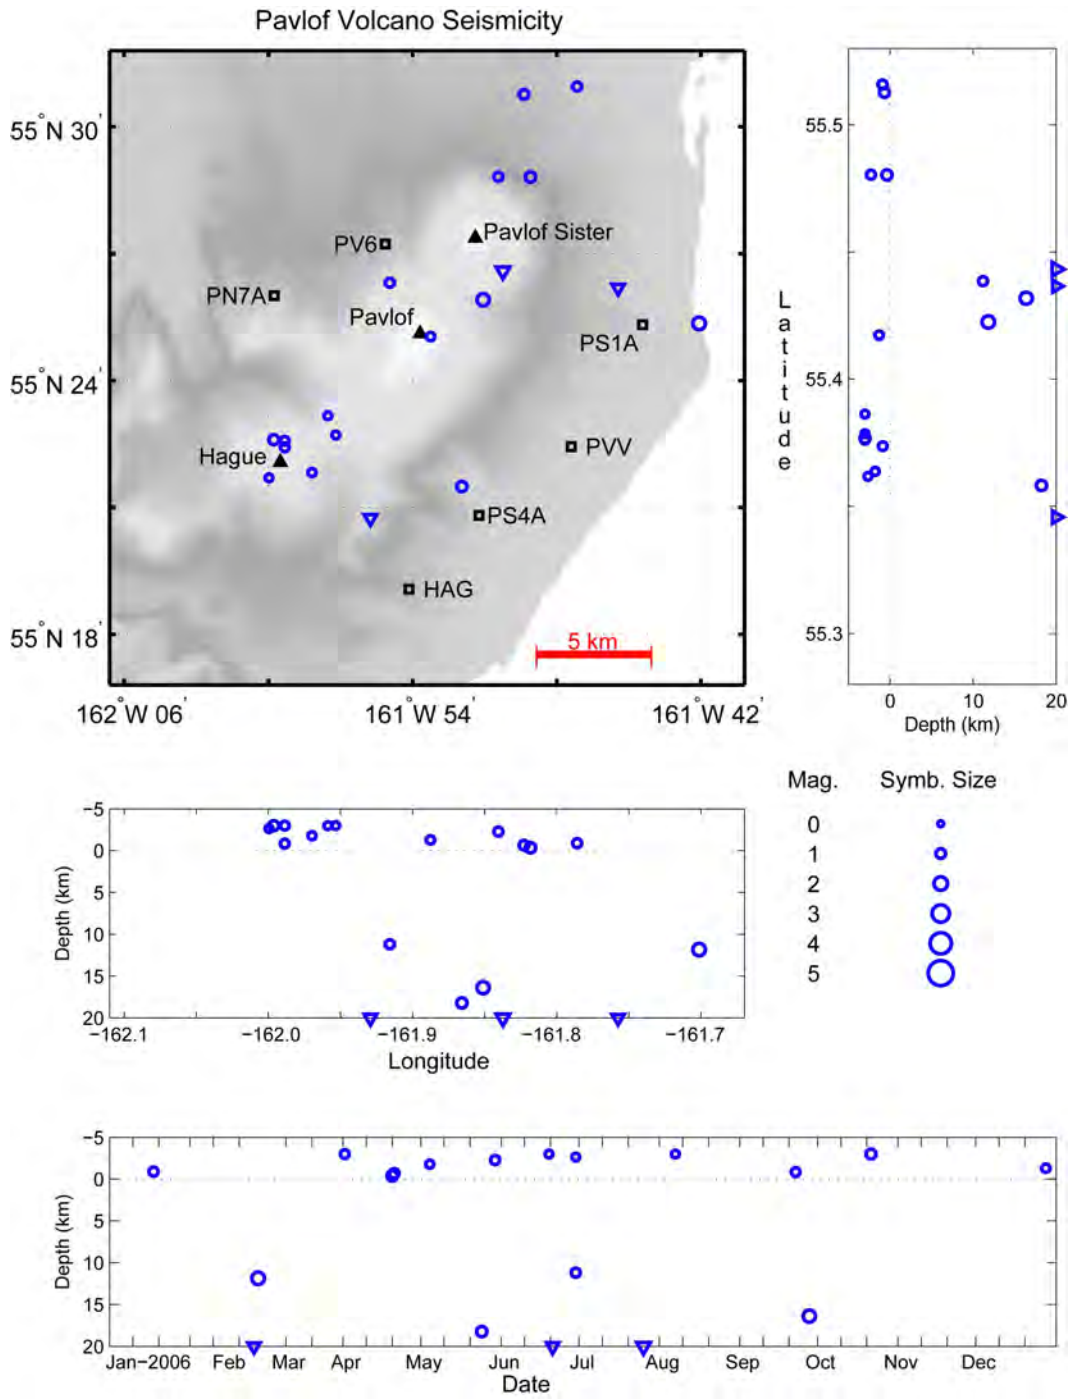 Pavlof Volcano Seismicity
55°N 30'
55°N 24'
55°N 18'
Pavlof Sister
PV6
PN7A
Pavlof
PS1A
Hague
PVV
PS4A
HAG
5 km
162°W 06'
161°W 54'
161°W 42'
Latitude
55.5
55.4
55.3
0 10 20
Depth (km)
Mag. Symb. Size
0
1
2
3
4
5
Depth (km)
−5
0
5
10
15
20
−162.1 −162.0 −161.9 −161.8 −161.7
Longitude
Depth (km)
−5
0
5
10
15
20
Jan−2006 Feb Mar Apr May Jun Jul Aug Sep Oct Nov Dec
Date